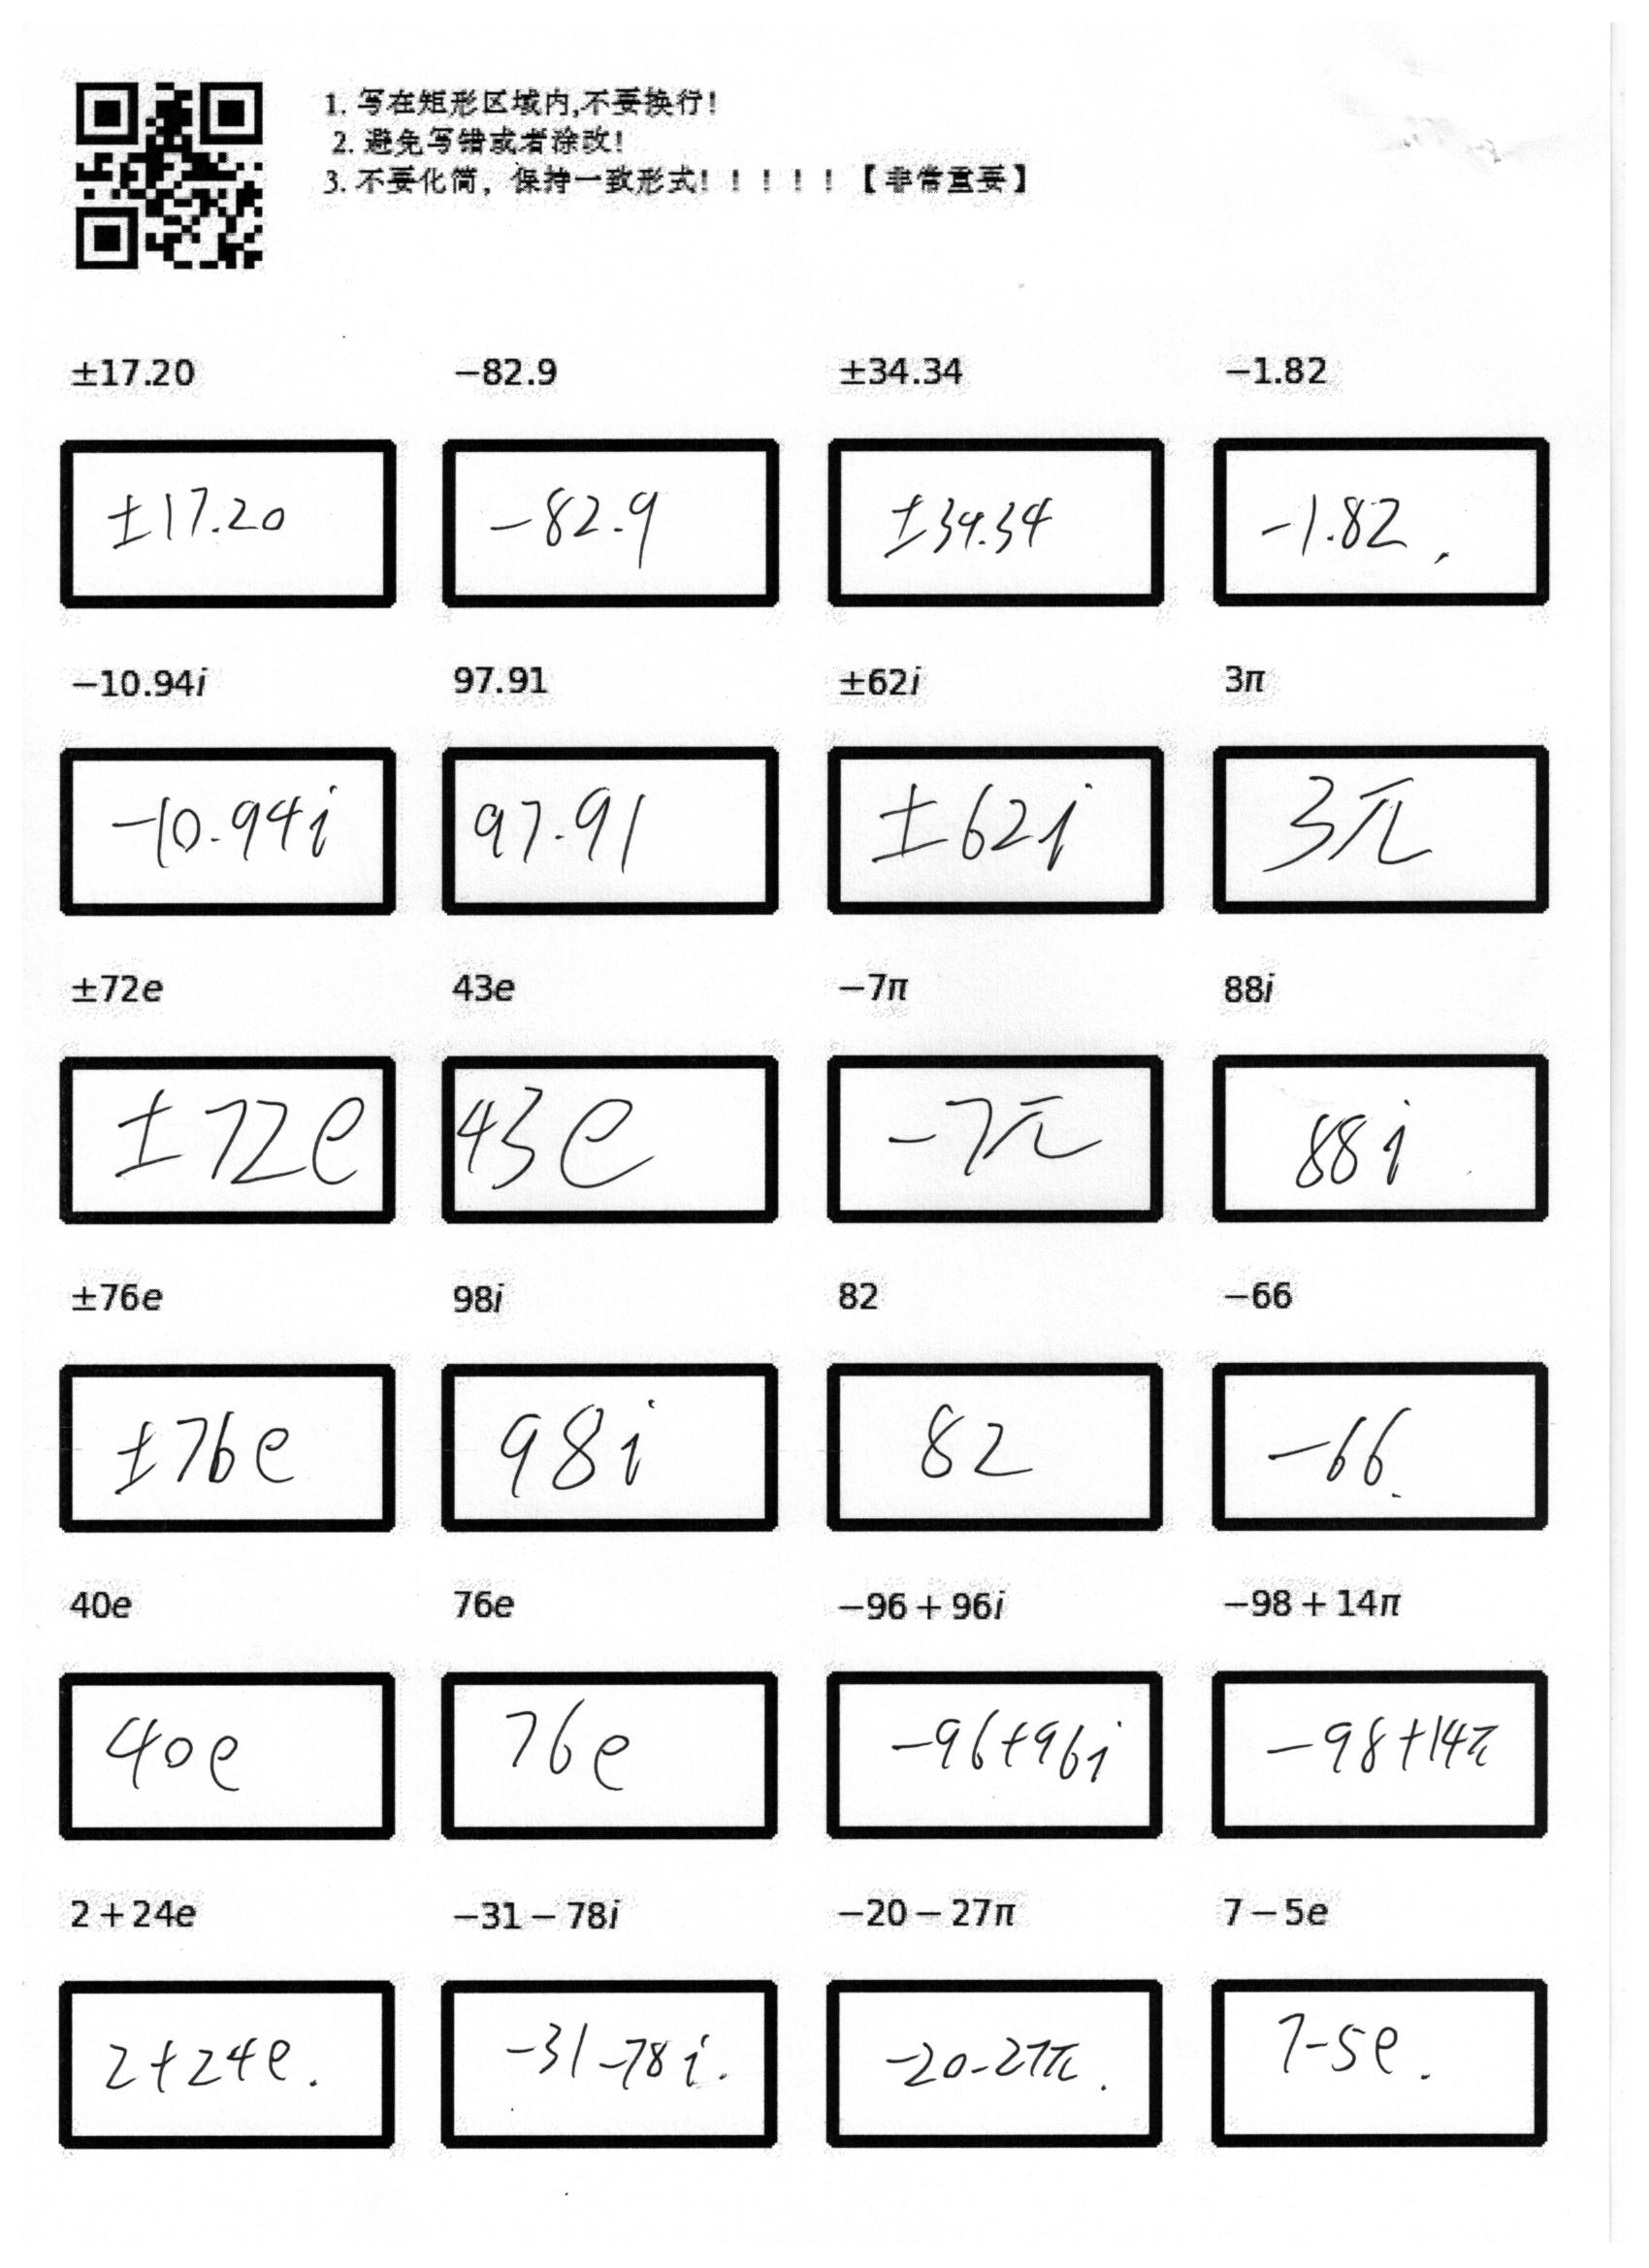 1. 写在矩形区域内,不要换行!
2. 避免写错或者涂改!
3. 不要化简，保持一致形式! ! ! ! !【非常重要】
±17.20 −82.9 ±34.34 −1.82
±17.20 −82.9 ±34.34 −1.82.
−10.94i 97.91 ±62i 3π
−10.94i 97.91 ±62i 3π
±72e 43e −7π 88i
±72e 43e −7π 88i
±76e 98i 82 −66
±76e 98i 82 −66.
40e 76e −96 + 96i −98 + 14π
40e 76e −96+96i −98+14π
2 + 24e −31 − 78i −20 − 27π 7 − 5e
2+24e. −31−78i. −20−27π. 7−5e.